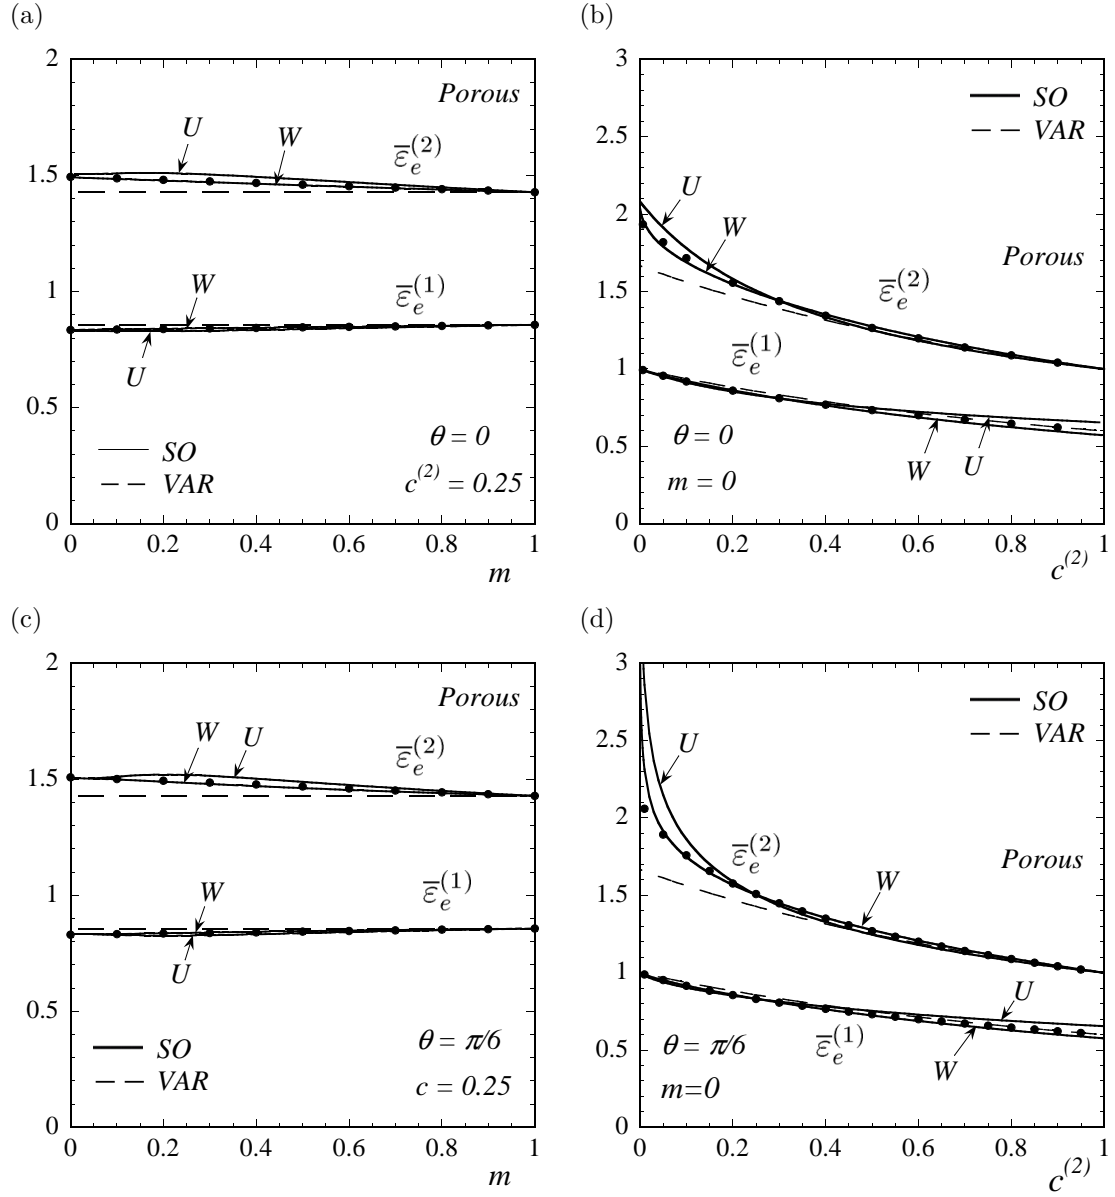 (a)
2
1.5
1
0.5
0
0 0.2 0.4 0.6 0.8 1
m
Porous
U
W
ε̅e(2)
W
ε̅e(1)
U
SO
VAR
θ = 0
c(2) = 0.25
(b)
3
2.5
2
1.5
1
0.5
0
0 0.2 0.4 0.6 0.8 1
c(2)
SO
VAR
U
W
Porous
ε̅e(2)
ε̅e(1)
θ = 0
m = 0
W U
(c)
2
1.5
1
0.5
0
0 0.2 0.4 0.6 0.8 1
m
Porous
W U
ε̅e(2)
W
ε̅e(1)
U
SO
VAR
θ = π/6
c = 0.25
(d)
3
2.5
2
1.5
1
0.5
0
0 0.2 0.4 0.6 0.8 1
c(2)
SO
VAR
U
ε̅e(2)
Porous
W
U
ε̅e(1)
W
θ = π/6
m=0